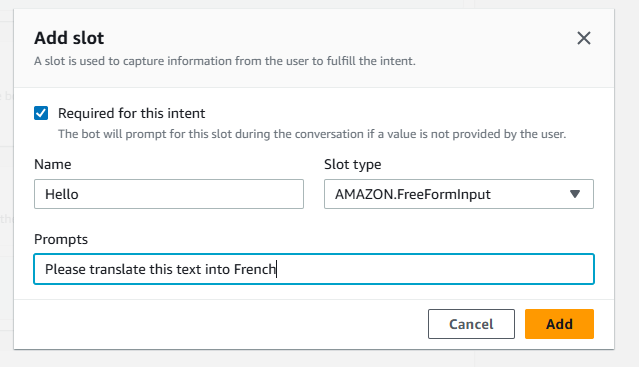 Add slot
A slot is used to capture information from the user to fulfill the intent.
Required for this intent
The bot will prompt for this slot during the conversation if a value is not provided by the user.
Name
Slot type
Hello
AMAZON.FreeFormInput
Prompts
Please translate this text into French
Cancel
Add